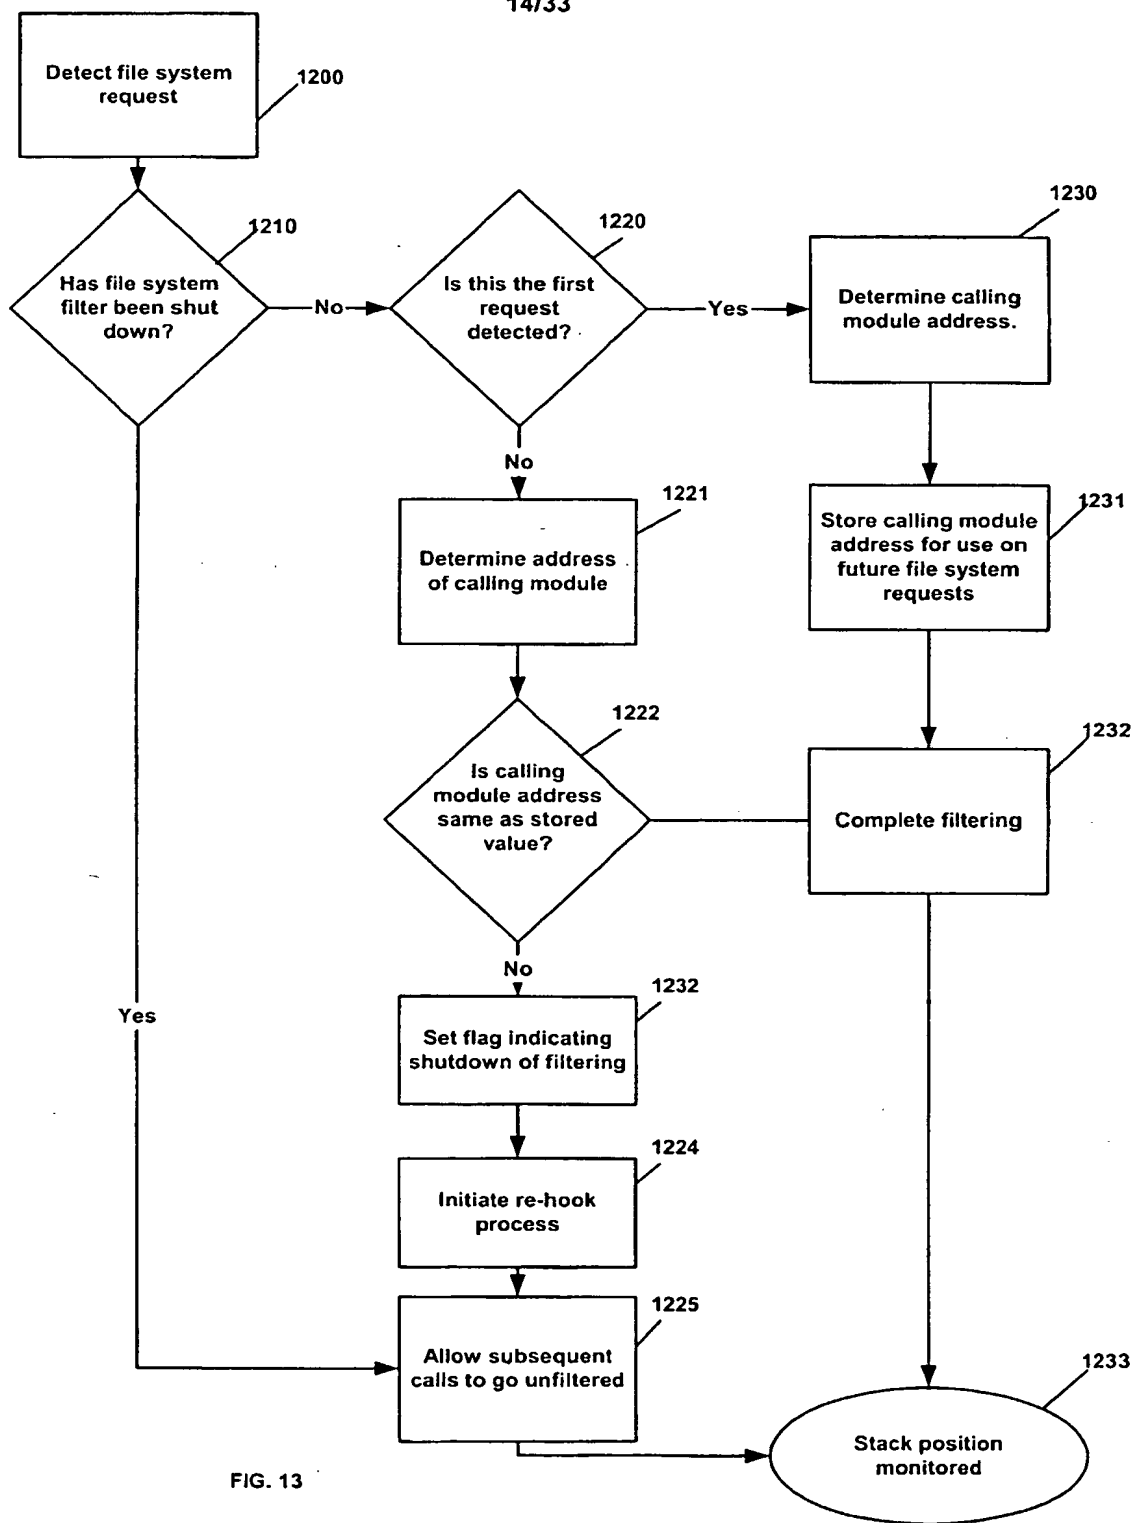 14/33
Detect file system
request
1200
Has file system
filter been shut
down?
1210
No
Is this the first
request
detected?
1220
Yes
1230
Determine calling
module address.
No
1221
Determine address
of calling module
Store calling module
address for use on
future file system
requests
1231
1222
Is calling
module address
same as stored
value?
1232
Complete filtering
No
1232
Set flag indicating
shutdown of filtering
Yes
1224
Initiate re-hook
process
1225
Allow subsequent
calls to go unfiltered
1233
Stack position
monitored
FIG. 13